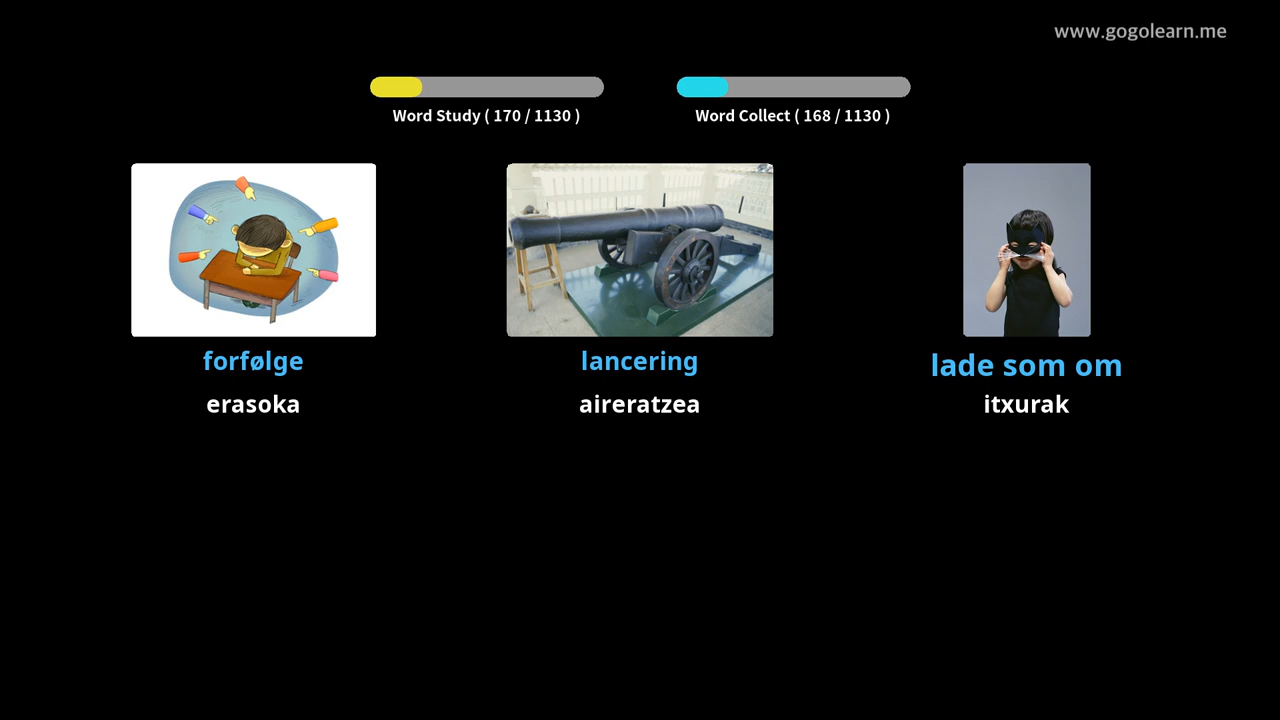 www.gogolearn.me
Word Study ( 170 / 1130 )
Word Collect ( 168 / 1130 )
forfølge
lancering
lade som om
erasoka
aireratzea
itxurak